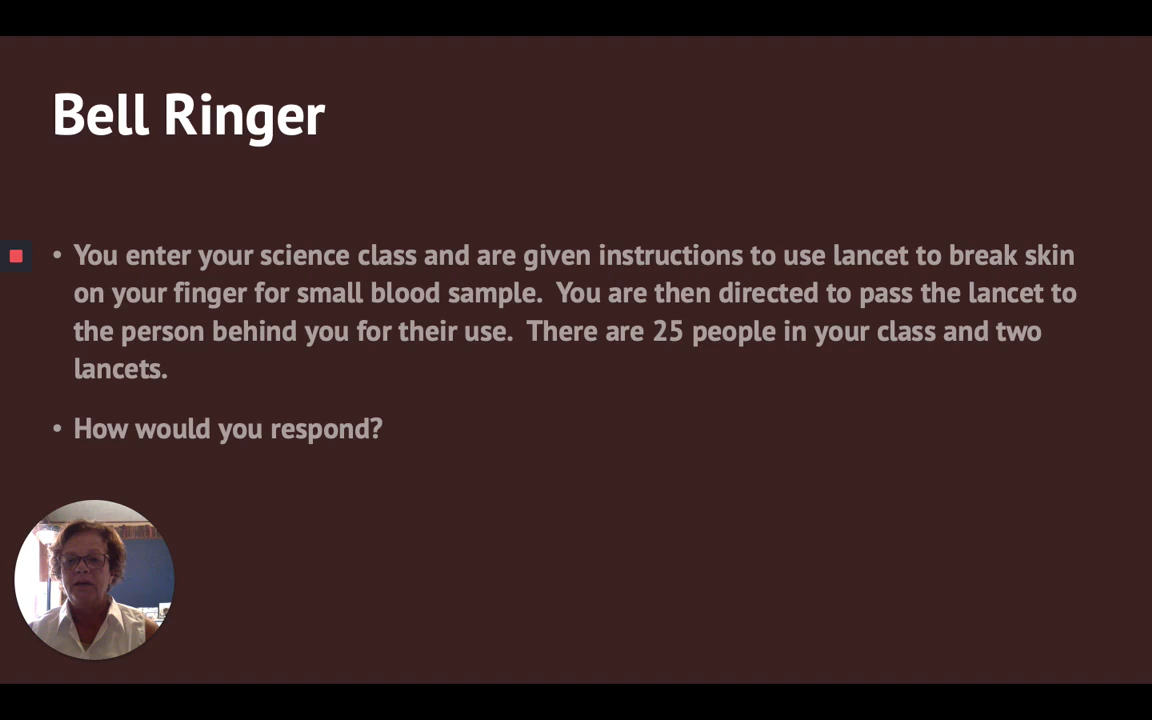 Bell Ringer
• You enter your science class and are given instructions to use lancet to break skin
on your finger for small blood sample.  You are then directed to pass the lancet to
the person behind you for their use.  There are 25 people in your class and two
lancets.
• How would you respond?